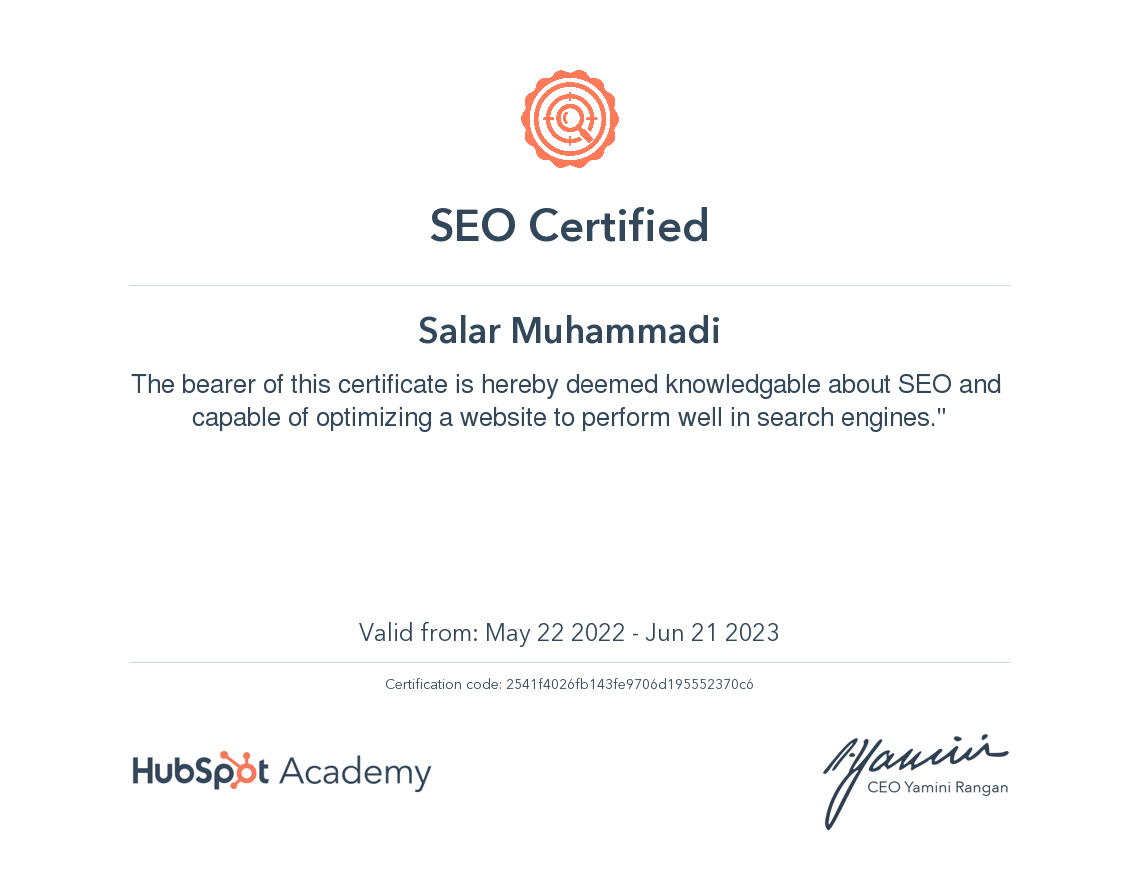 SEO Certified
Salar Muhammadi
The bearer of this certificate is hereby deemed knowledgable about SEO and
capable of optimizing a website to perform well in search engines."
Valid from: May 22 2022 - Jun 21 2023
Certification code: 2541f4026fb143fe9706d195552370c6
HubSpot Academy
CEO Yamini Rangan